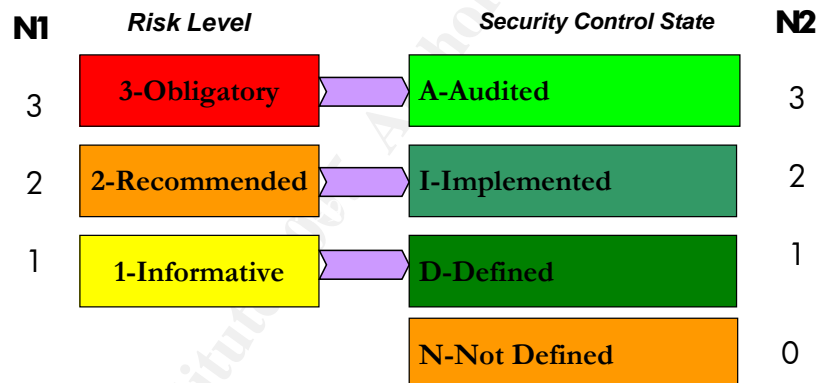 N1 Risk Level Security Control State N2
3 3-Obligatory A-Audited 3
2 2-Recommended I-Implemented 2
1 1-Informative D-Defined 1
N-Not Defined 0